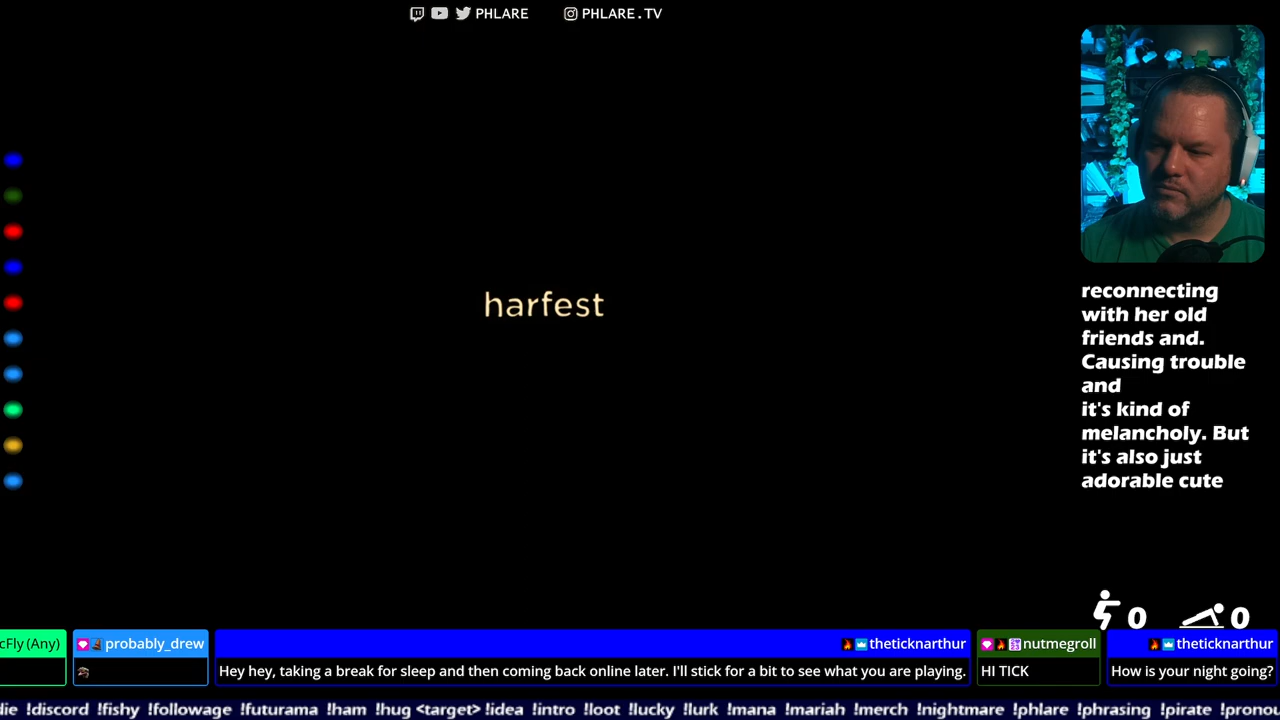 PHLARE PHLARE.TV
harfest
reconnecting
with her old
friends and.
Causing trouble
and
it's kind of
melancholy. But
it's also just
adorable cute
0 0
cFly (Any) probably_drew theticknarthur nutmegroll theticknarthur
Hey hey, taking a break for sleep and then coming back online later. I'll stick for a bit to see what you are playing. HI TICK How is your night going?
die !discord !fishy !followage !futurama !ham !hug <target> !idea !intro !loot !lucky !lurk !mana !mariah !merch !nightmare !phlare !phrasing !pirate !pronou